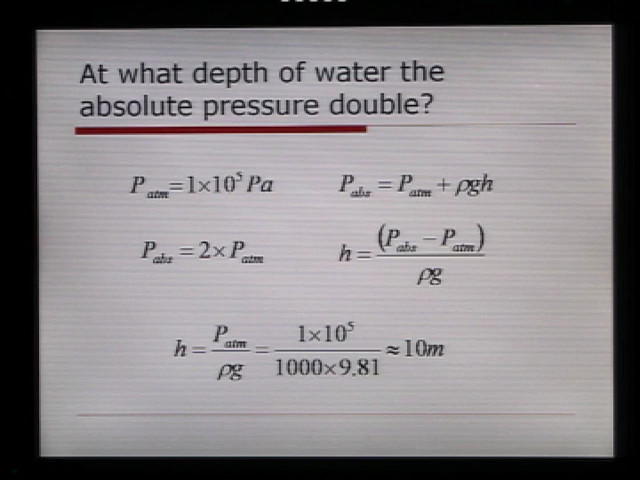 At what depth of water the
absolute pressure double?
P_atm = 1×10^5 Pa
P_abs = P_atm + ρgh
P_abs = 2×P_atm
h = (P_abs − P_atm) / ρg
h = P_atm / ρg = 1×10^5 / 1000×9.81 ≈ 10m